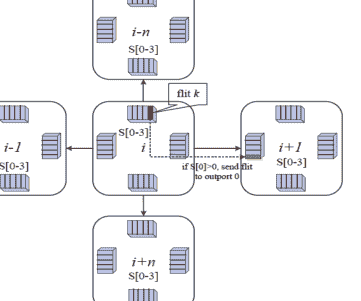 i-n
S[0-3]
flit k
S[0-3]
i-1
S[0-3]
i
i+1
S[0-3]
if S[0]>0, send flit
to outport 0
i+n
S[0-3]